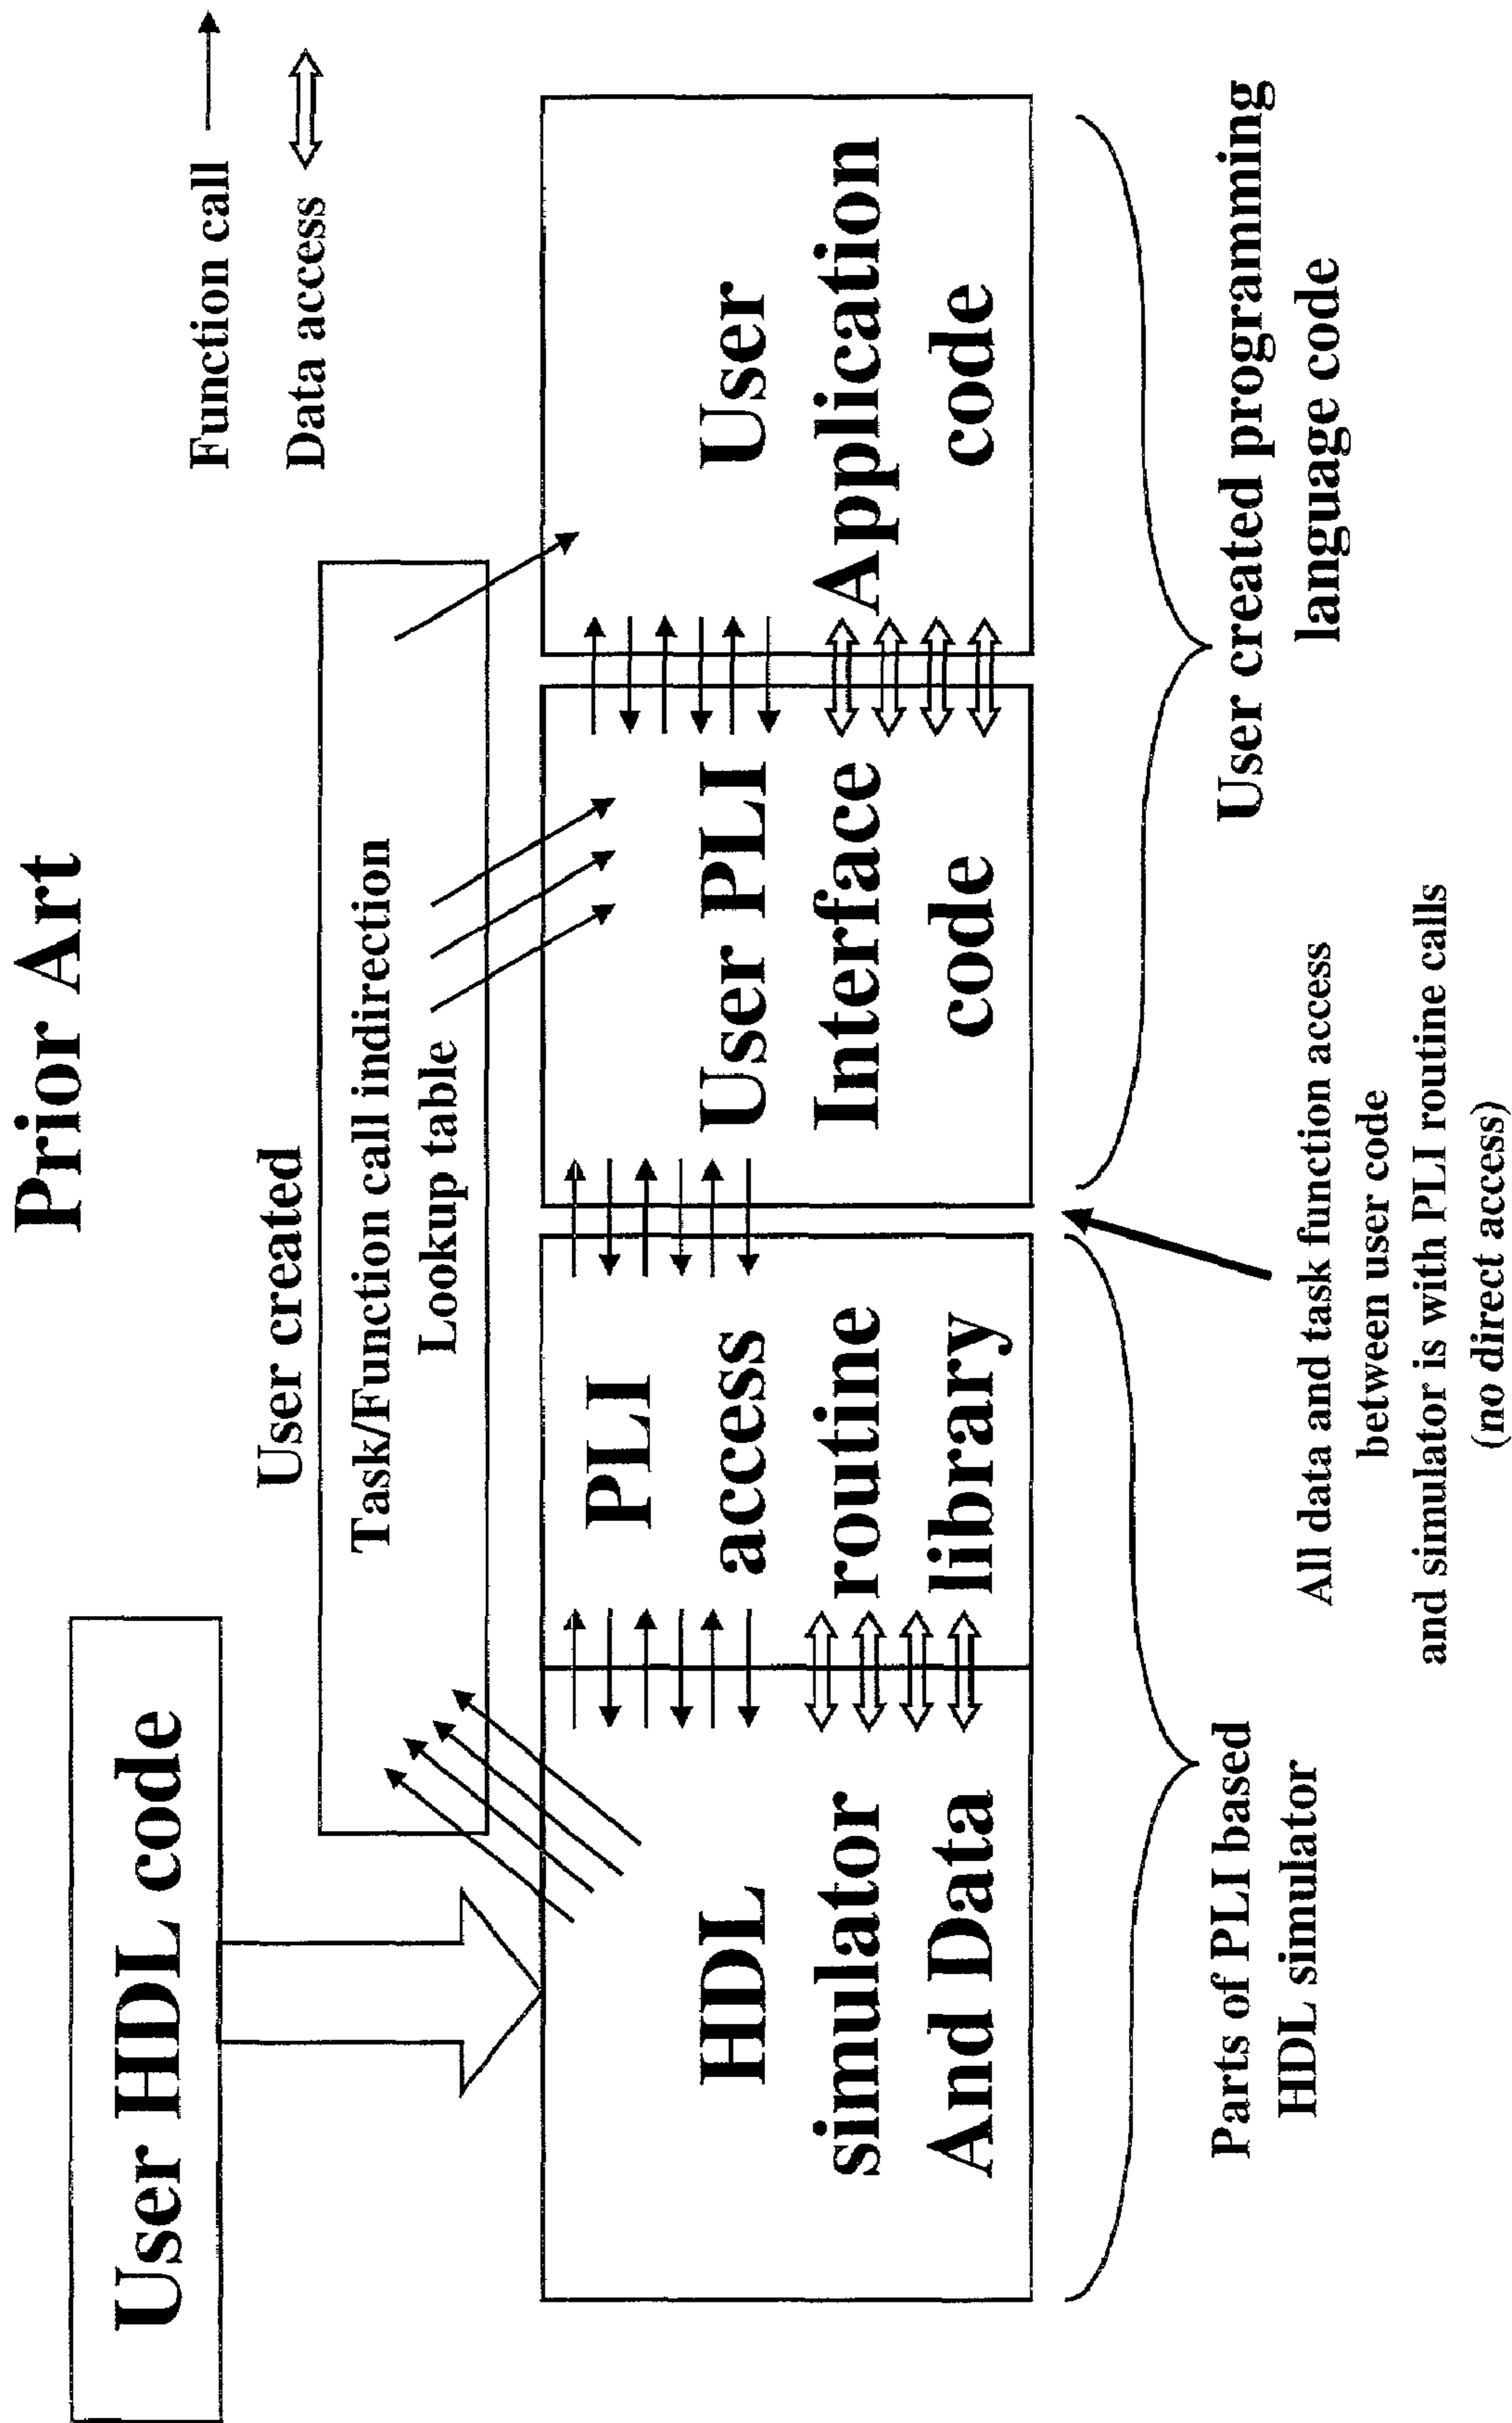 Prior Art
Function call
Data access
User HDL code
User created
Task/Function call indirection
Lookup table
HDL
simulator
And Data
PLI
access
routine
library
User PLI
Interface
code
User
Application
code
Parts of PLI based
HDL simulator
All data and task function access
between user code
and simulator is with PLI routine calls
(no direct access)
User created programming
language code